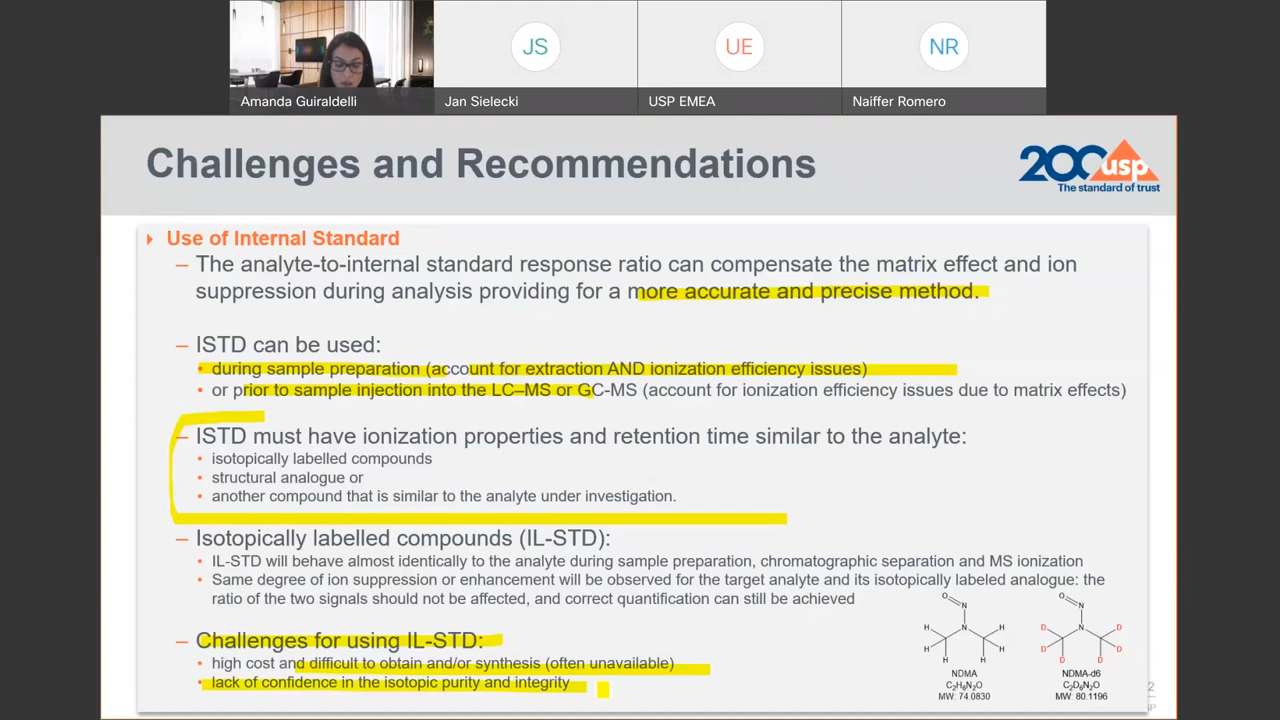 JS
UE
NR
Amanda Guiraldelli
Jan Sielecki
USP EMEA
Naiffer Romero
Challenges and Recommendations
200 usp
The standard of trust
Use of Internal Standard
– The analyte-to-internal standard response ratio can compensate the matrix effect and ion
suppression during analysis providing for a more accurate and precise method.
– ISTD can be used:
• during sample preparation (account for extraction AND ionization efficiency issues)
• or prior to sample injection into the LC–MS or GC-MS (account for ionization efficiency issues due to matrix effects)
– ISTD must have ionization properties and retention time similar to the analyte:
• isotopically labelled compounds
• structural analogue or
• another compound that is similar to the analyte under investigation.
– Isotopically labelled compounds (IL-STD):
• IL-STD will behave almost identically to the analyte during sample preparation, chromatographic separation and MS ionization
• Same degree of ion suppression or enhancement will be observed for the target analyte and its isotopically labeled analogue: the
ratio of the two signals should not be affected, and correct quantification can still be achieved
– Challenges for using IL-STD:
• high cost and difficult to obtain and/or synthesis (often unavailable)
• lack of confidence in the isotopic purity and integrity
O N
N
H H
H H
H H
NDMA
C₂H₆N₂O
MW: 74.0830
O N
N
D D
D D
D D
NDMA-d6
C₂D₆N₂O
MW: 80.1196